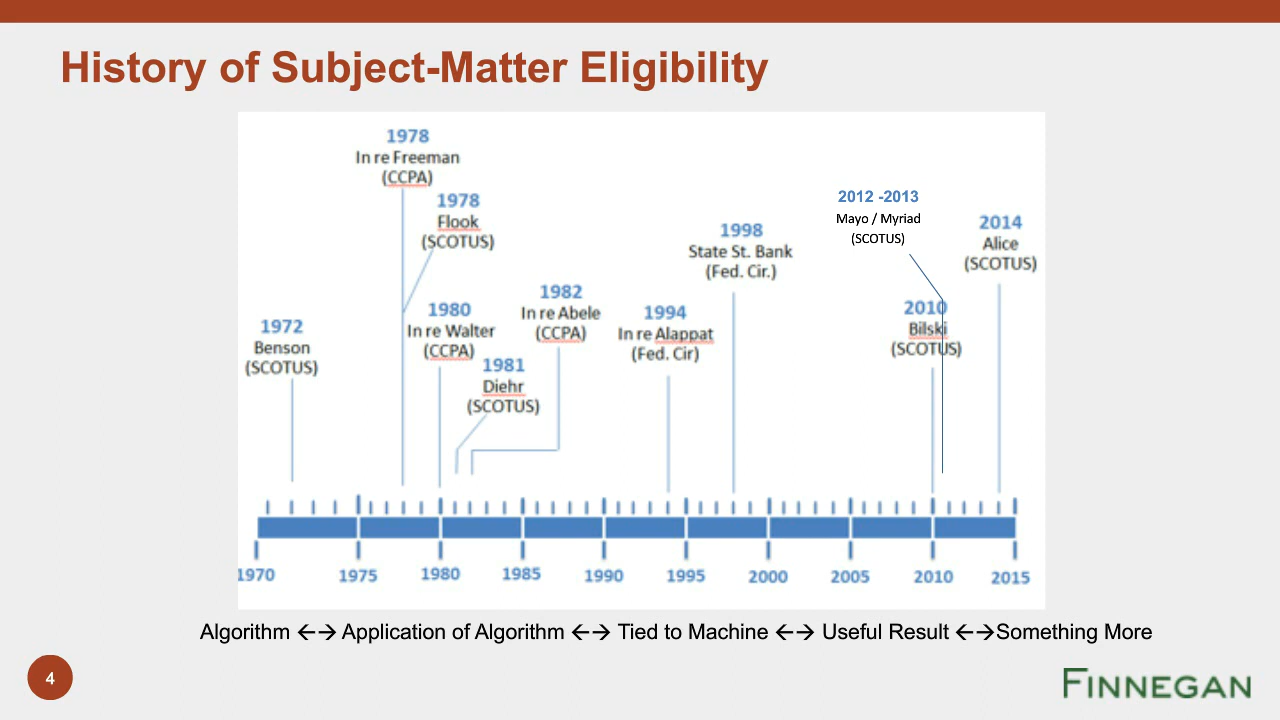 History of Subject-Matter Eligibility
1978
In re Freeman
(CCPA)
1978
Flook
(SCOTUS)
2012 -2013
Mayo / Myriad
(SCOTUS)
2014
Alice
(SCOTUS)
1998
State St. Bank
(Fed. Cir.)
1982
In re Abele
(CCPA)
1980
In re Walter
(CCPA)
1994
In re Alappat
(Fed. Cir)
2010
Bilski
(SCOTUS)
1972
Benson
(SCOTUS)
1981
Diehr
(SCOTUS)
1970 1975 1980 1985 1990 1995 2000 2005 2010 2015
Algorithm ←→ Application of Algorithm ←→ Tied to Machine ←→ Useful Result ←→Something More
4
FINNEGAN